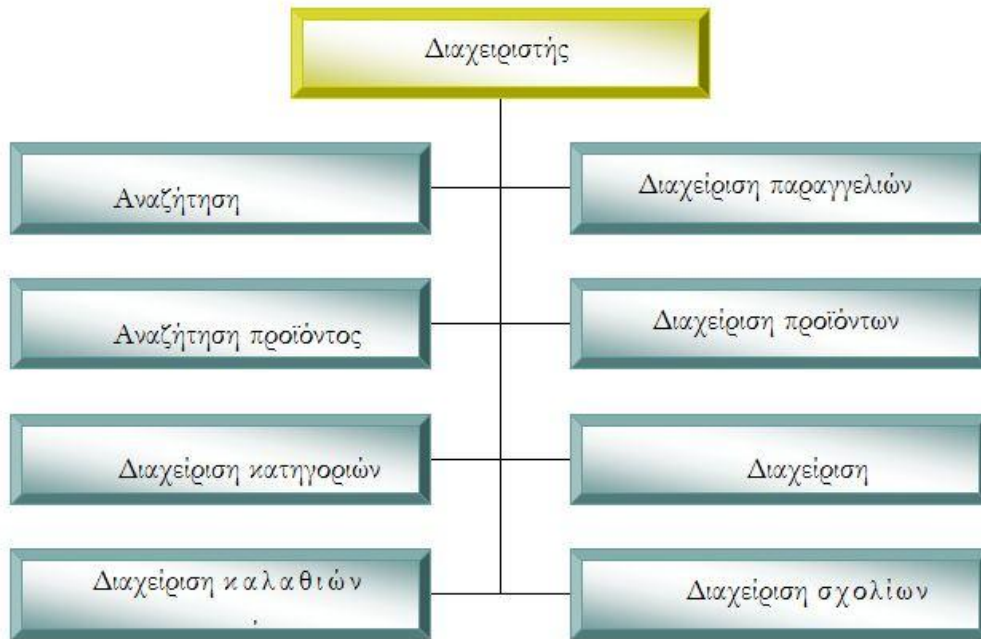 Διαχειριστής
Αναζήτηση
Διαχείριση παραγγελιών
Αναζήτηση προϊόντος
Διαχείριση προϊόντων
Διαχείριση κατηγοριών
Διαχείριση
Διαχείριση καλαθιών
Διαχείριση σχολίων